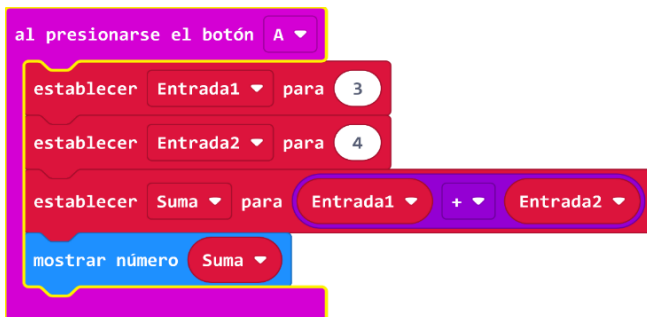 al presionarse el botón A
establecer Entrada1 para 3
establecer Entrada2 para 4
establecer Suma para Entrada1 + Entrada2
mostrar número Suma